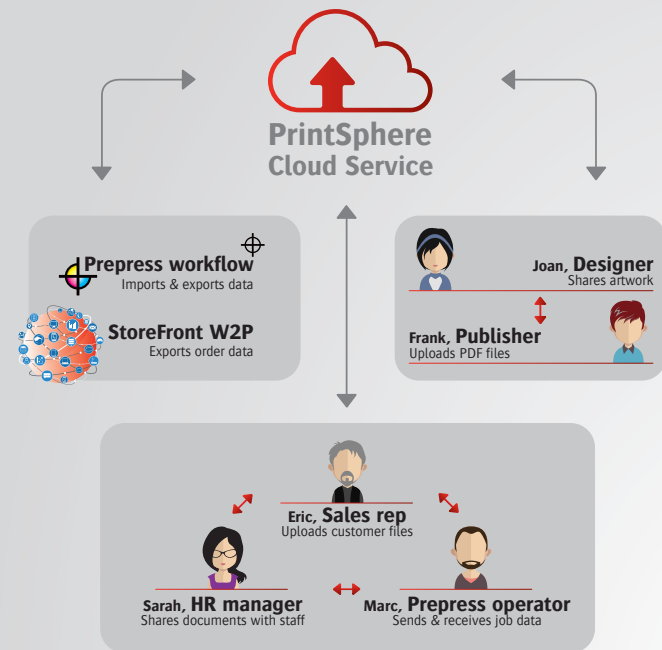 PrintSphere
Cloud Service
Prepress workflow
Imports & exports data
StoreFront W2P
Exports order data
Joan, Designer
Shares artwork
Frank, Publisher
Uploads PDF files
Eric, Sales rep
Uploads customer files
Sarah, HR manager
Shares documents with staff
Marc, Prepress operator
Sends & receives job data